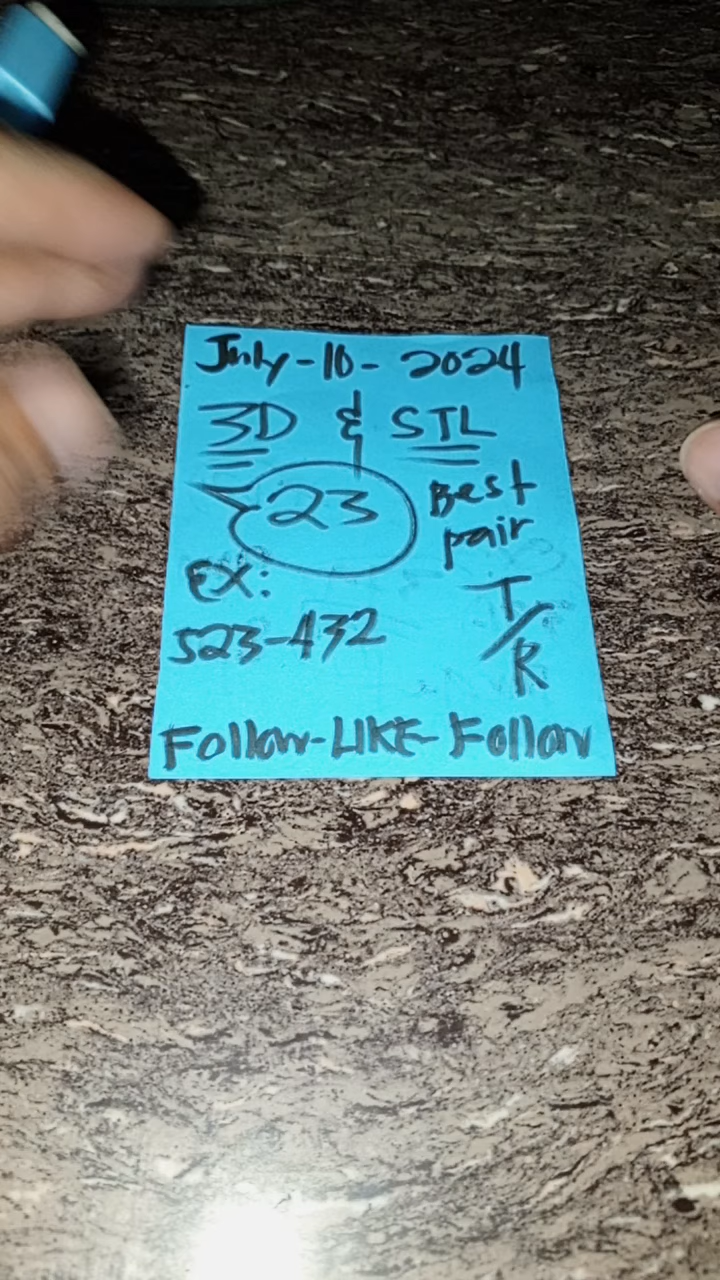 July-10-2024
3D & STL
23 Best pair
EX: T/R
523-432
Follow-LIKE-Follow